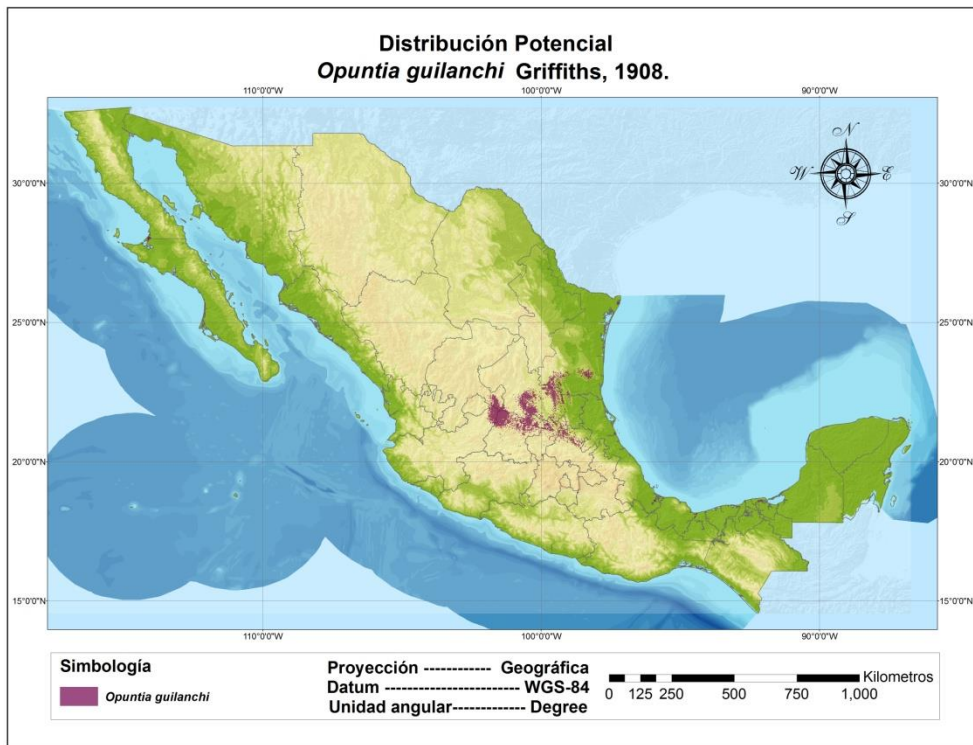 Distribución Potencial
Opuntia guilanchi Griffiths, 1908.
110°0'0"W 100°0'0"W 90°0'0"W
N
W E
S
30°0'0"N 30°0'0"N
25°0'0"N 25°0'0"N
20°0'0"N 20°0'0"N
15°0'0"N 15°0'0"N
110°0'0"W 100°0'0"W 90°0'0"W
Simbología
Opuntia guilanchi
Proyección ------------ Geográfica
Datum ------------------------ WGS-84
Unidad angular------------- Degree
Kilometros
0 125 250 500 750 1,000